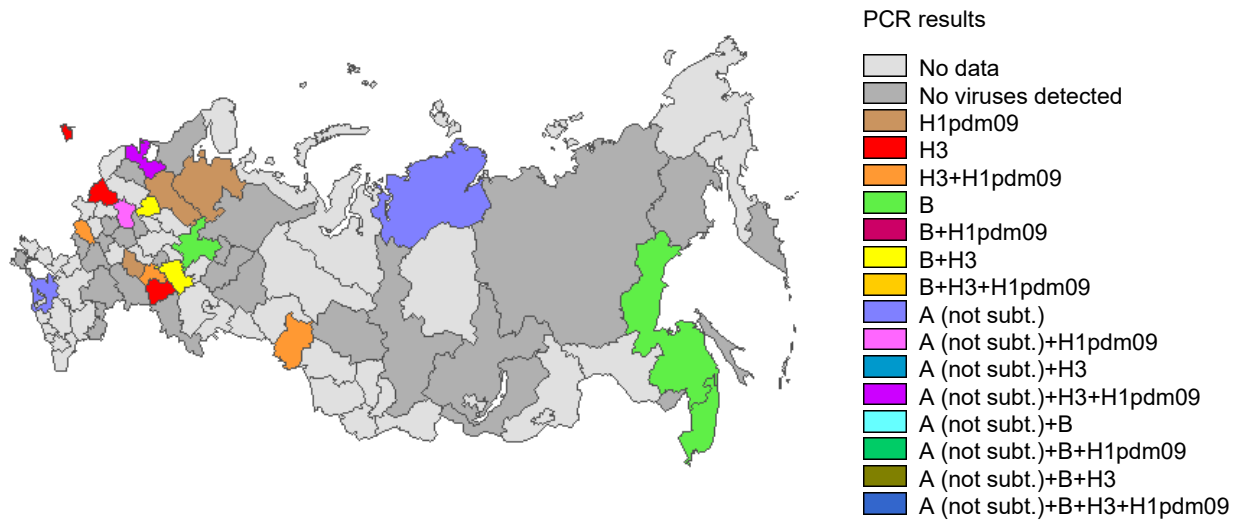 PCR results
No data
No viruses detected
H1pdm09
H3
H3+H1pdm09
B
B+H1pdm09
B+H3
B+H3+H1pdm09
A (not subt.)
A (not subt.)+H1pdm09
A (not subt.)+H3
A (not subt.)+H3+H1pdm09
A (not subt.)+B
A (not subt.)+B+H1pdm09
A (not subt.)+B+H3
A (not subt.)+B+H3+H1pdm09